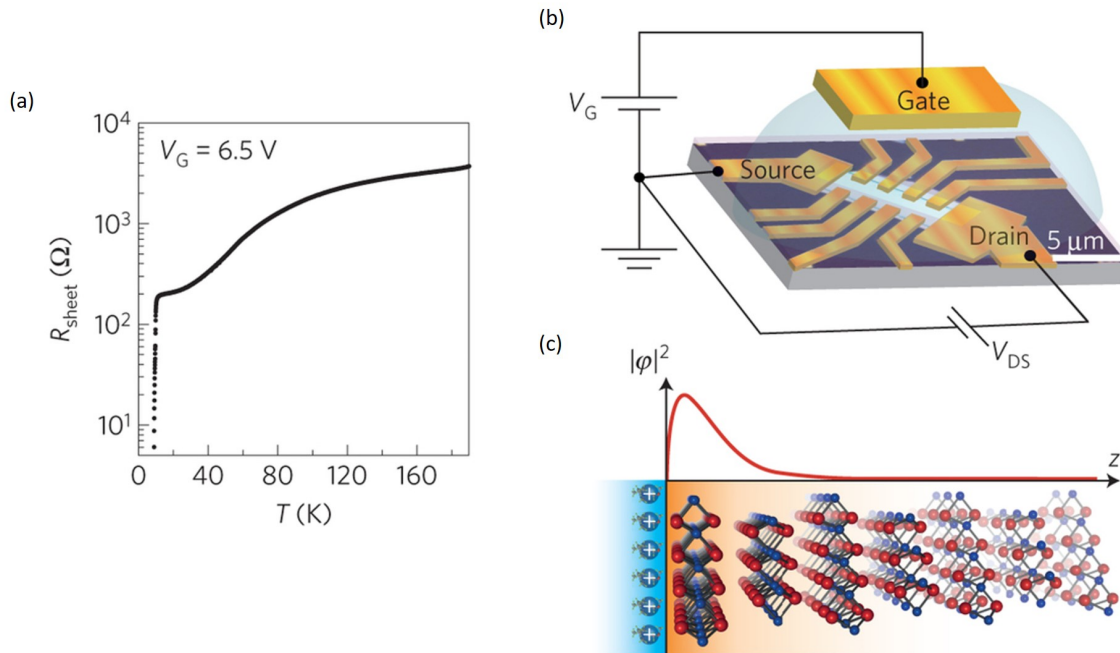 (a)
V_G = 6.5 V
10^4
10^3
10^2
10^1
R_sheet (Ω)
0 40 80 120 160
T (K)
(b)
V_G
Gate
Source
Drain
5 μm
V_DS
(c)
|φ|^2
z
+
+
+
+
+
+